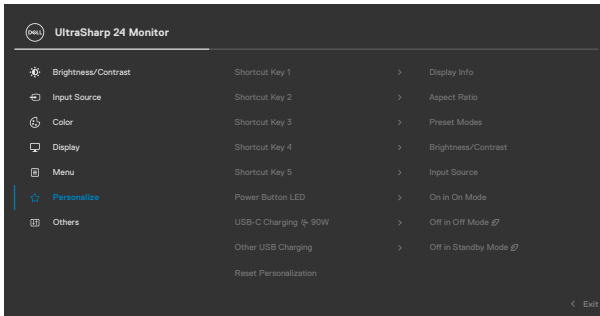 DELL UltraSharp 24 Monitor
Brightness/Contrast Shortcut Key 1 > Display Info
Input Source Shortcut Key 2 > Aspect Ratio
Color Shortcut Key 3 > Preset Modes
Display Shortcut Key 4 > Brightness/Contrast
Menu Shortcut Key 5 > Input Source
Personalize Power Button LED > On in On Mode
Others USB-C Charging 90W > Off in Off Mode
Other USB Charging > Off in Standby Mode
Reset Personalization
< Exit